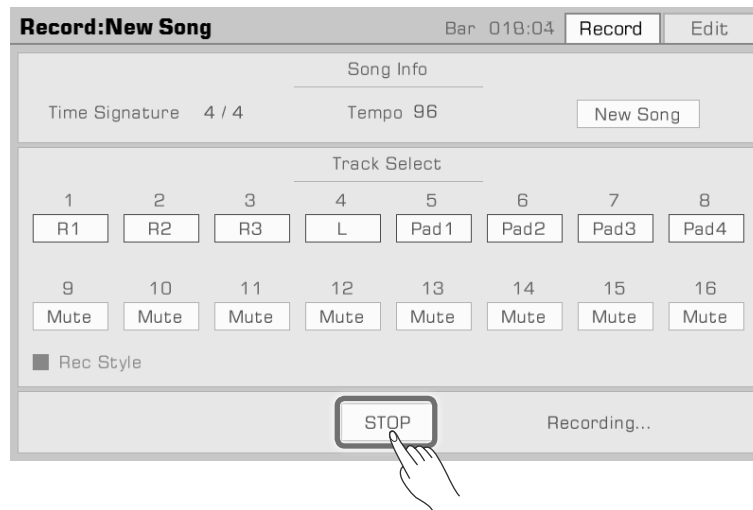 Record:New Song Bar 018:04 Record Edit
Song Info
Time Signature 4 / 4 Tempo 96 New Song
Track Select
1 2 3 4 5 6 7 8
R1 R2 R3 L Pad1 Pad2 Pad3 Pad4
9 10 11 12 13 14 15 16
Mute Mute Mute Mute Mute Mute Mute Mute
Rec Style
STOP Recording...